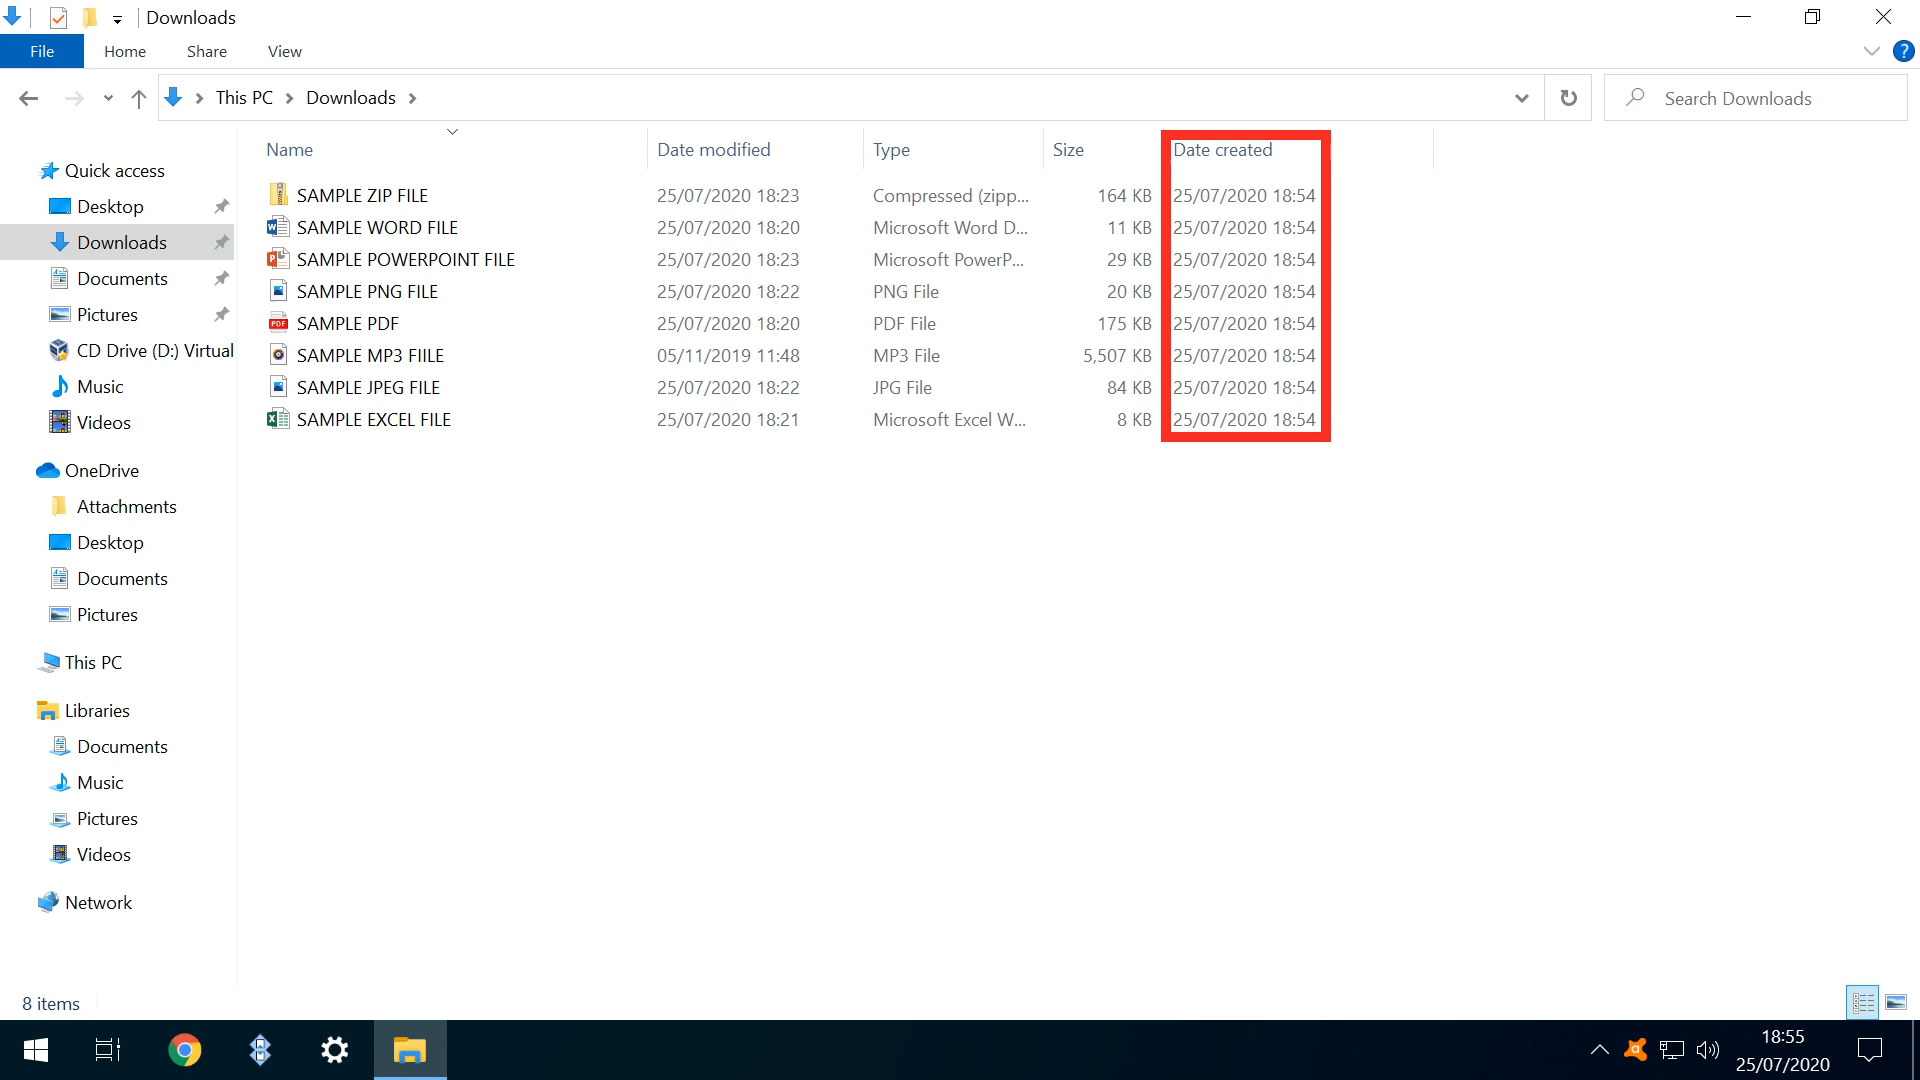 Downloads
File Home Share View
This PC Downloads
Search Downloads
Name Date modified Type Size Date created
SAMPLE ZIP FILE 25/07/2020 18:23 Compressed (zipp... 164 KB 25/07/2020 18:54
SAMPLE WORD FILE 25/07/2020 18:20 Microsoft Word D... 11 KB 25/07/2020 18:54
SAMPLE POWERPOINT FILE 25/07/2020 18:23 Microsoft PowerP... 29 KB 25/07/2020 18:54
SAMPLE PNG FILE 25/07/2020 18:22 PNG File 20 KB 25/07/2020 18:54
SAMPLE PDF 25/07/2020 18:20 PDF File 175 KB 25/07/2020 18:54
SAMPLE MP3 FIILE 05/11/2019 11:48 MP3 File 5,507 KB 25/07/2020 18:54
SAMPLE JPEG FILE 25/07/2020 18:22 JPG File 84 KB 25/07/2020 18:54
SAMPLE EXCEL FILE 25/07/2020 18:21 Microsoft Excel W... 8 KB 25/07/2020 18:54
Quick access
Desktop
Downloads
Documents
Pictures
CD Drive (D:) Virtual
Music
Videos
OneDrive
Attachments
Desktop
Documents
Pictures
This PC
Libraries
Documents
Music
Pictures
Videos
Network
8 items
18:55
25/07/2020